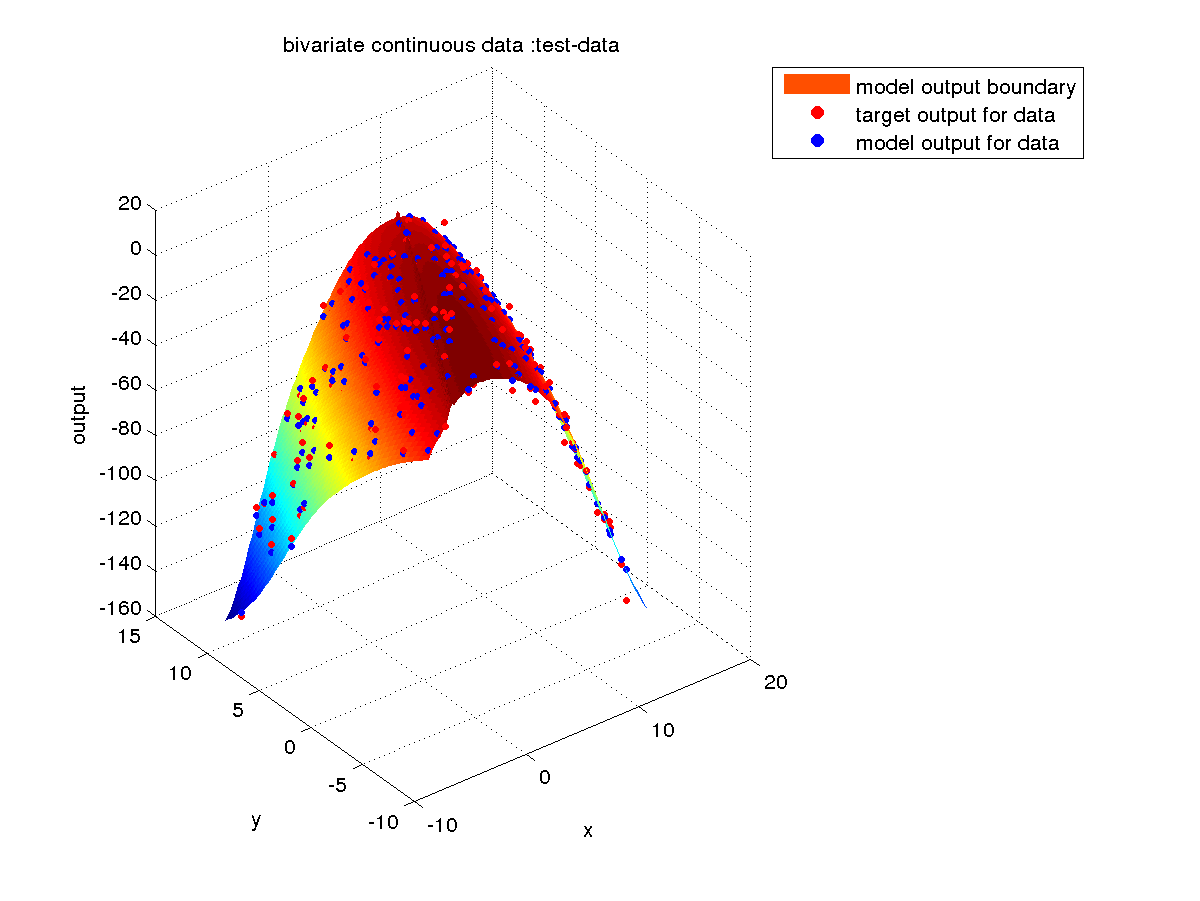 bivariate continuous data :test-data
model output boundary
target output for data
model output for data
20
0
-20
-40
-60
-80
-100
-120
-140
-160
output
15
10
5
0
-5
-10
y
-10
0
10
20
x